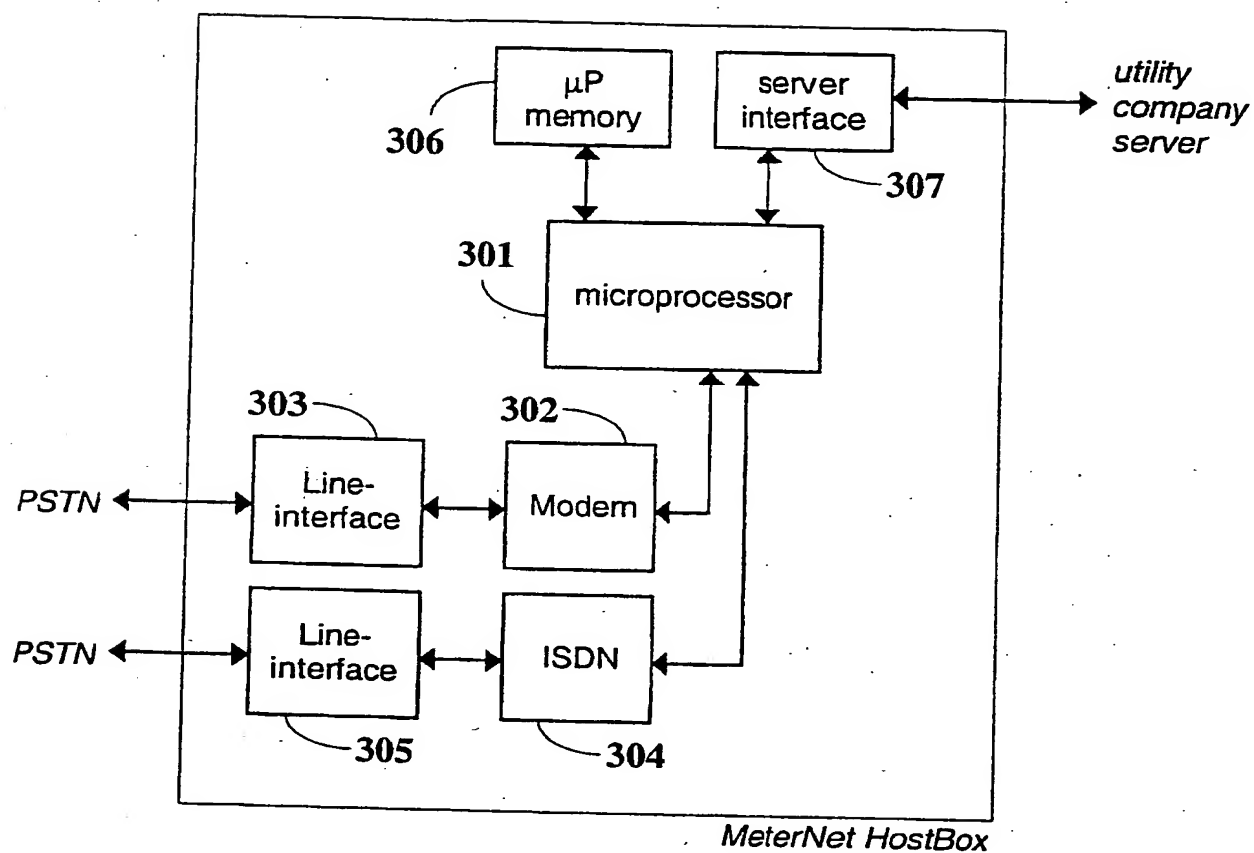 µP
memory
306
server
interface
307
utility
company
server
301
microprocessor
303
302
PSTN
Line-
interface
Modem
PSTN
Line-
interface
ISDN
305
304
MeterNet HostBox